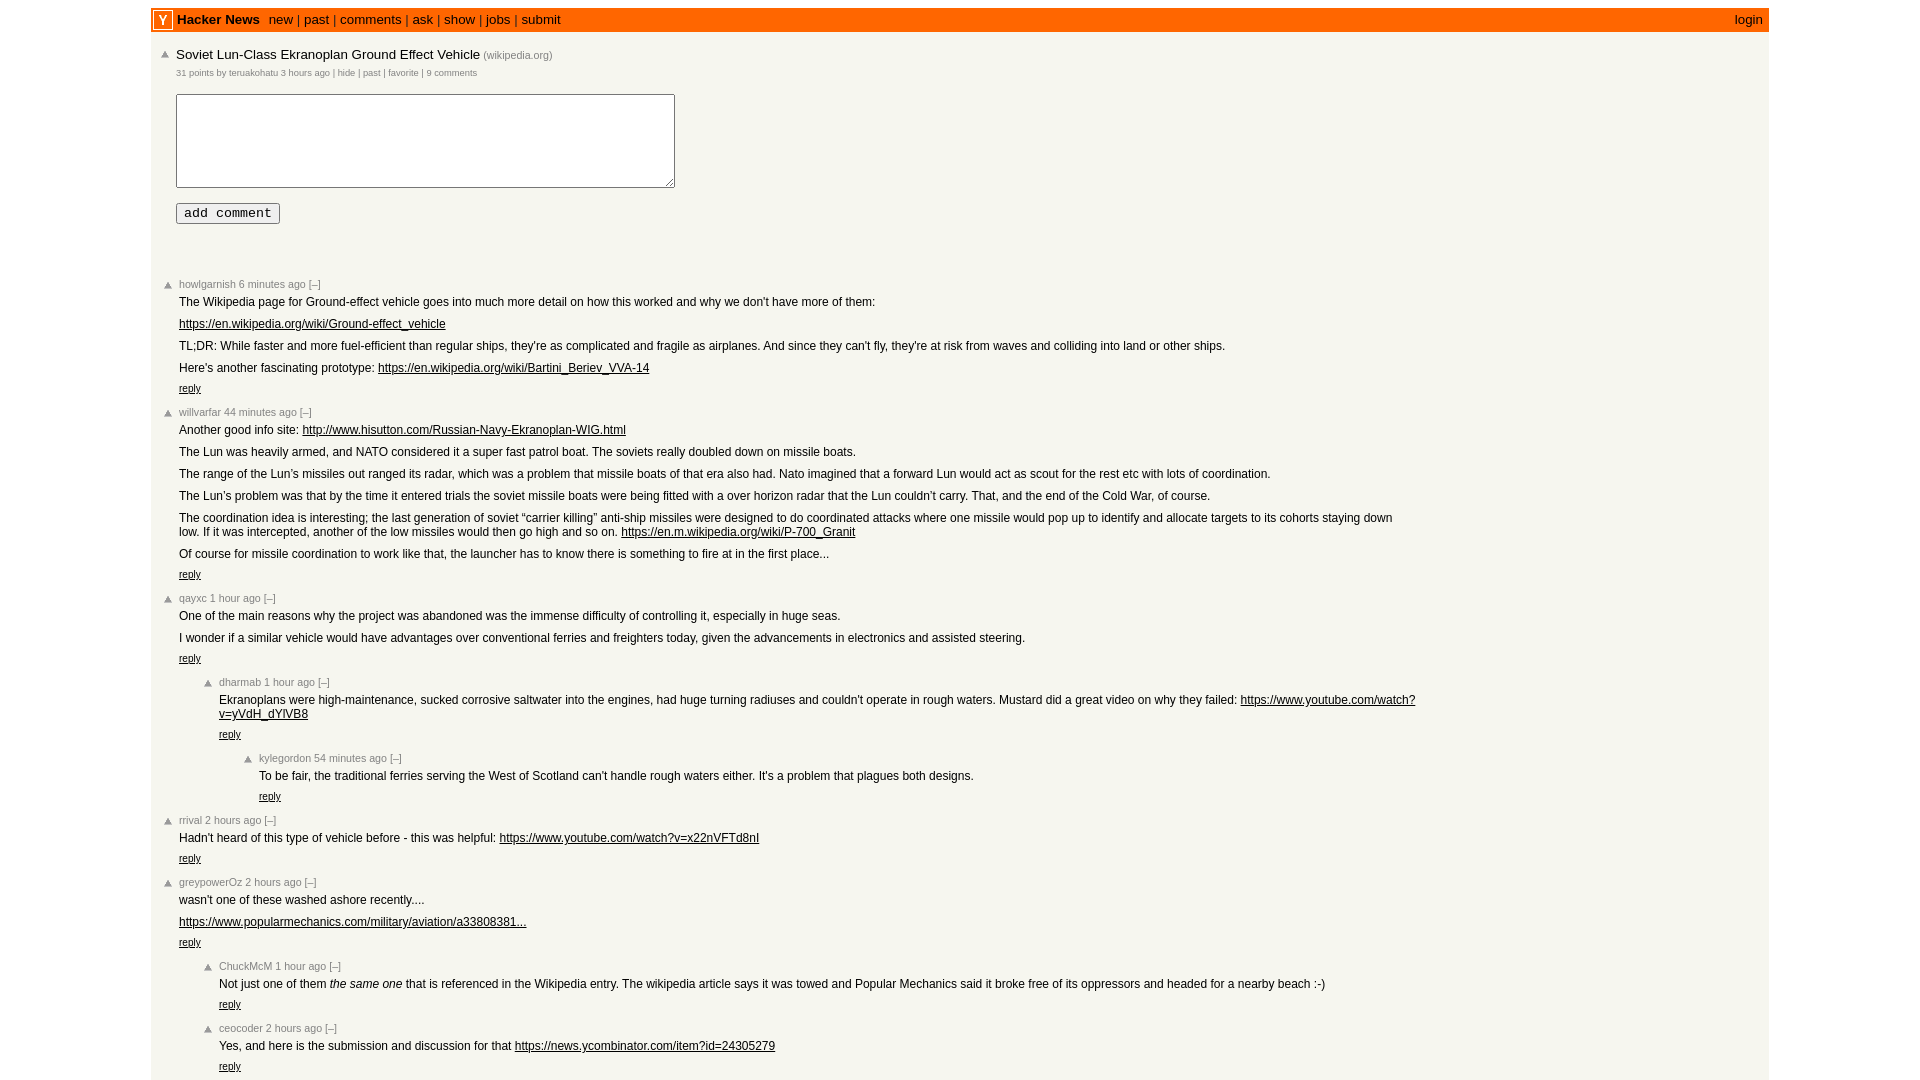 Y Hacker News new | past | comments | ask | show | jobs | submit login
Soviet Lun-Class Ekranoplan Ground Effect Vehicle (wikipedia.org)
31 points by teruakohatu 3 hours ago | hide | past | favorite | 9 comments
add comment
howlgarnish 6 minutes ago [–]
The Wikipedia page for Ground-effect vehicle goes into much more detail on how this worked and why we don't have more of them:
https://en.wikipedia.org/wiki/Ground-effect_vehicle
TL;DR: While faster and more fuel-efficient than regular ships, they're as complicated and fragile as airplanes. And since they can't fly, they're at risk from waves and colliding into land or other ships.
Here's another fascinating prototype: https://en.wikipedia.org/wiki/Bartini_Beriev_VVA-14
reply
willvarfar 44 minutes ago [–]
Another good info site: http://www.hisutton.com/Russian-Navy-Ekranoplan-WIG.html
The Lun was heavily armed, and NATO considered it a super fast patrol boat. The soviets really doubled down on missile boats.
The range of the Lun’s missiles out ranged its radar, which was a problem that missile boats of that era also had. Nato imagined that a forward Lun would act as scout for the rest etc with lots of coordination.
The Lun’s problem was that by the time it entered trials the soviet missile boats were being fitted with a over horizon radar that the Lun couldn’t carry. That, and the end of the Cold War, of course.
The coordination idea is interesting; the last generation of soviet “carrier killing” anti-ship missiles were designed to do coordinated attacks where one missile would pop up to identify and allocate targets to its cohorts staying down
low. If it was intercepted, another of the low missiles would then go high and so on. https://en.m.wikipedia.org/wiki/P-700_Granit
Of course for missile coordination to work like that, the launcher has to know there is something to fire at in the first place...
reply
qayxc 1 hour ago [–]
One of the main reasons why the project was abandoned was the immense difficulty of controlling it, especially in huge seas.
I wonder if a similar vehicle would have advantages over conventional ferries and freighters today, given the advancements in electronics and assisted steering.
reply
dharmab 1 hour ago [–]
Ekranoplans were high-maintenance, sucked corrosive saltwater into the engines, had huge turning radiuses and couldn't operate in rough waters. Mustard did a great video on why they failed: https://www.youtube.com/watch?
v=yVdH_dYlVB8
reply
kylegordon 54 minutes ago [–]
To be fair, the traditional ferries serving the West of Scotland can't handle rough waters either. It's a problem that plagues both designs.
reply
rrival 2 hours ago [–]
Hadn't heard of this type of vehicle before - this was helpful: https://www.youtube.com/watch?v=x22nVFTd8nI
reply
greypowerOz 2 hours ago [–]
wasn't one of these washed ashore recently....
https://www.popularmechanics.com/military/aviation/a33808381...
reply
ChuckMcM 1 hour ago [–]
Not just one of them the same one that is referenced in the Wikipedia entry. The wikipedia article says it was towed and Popular Mechanics said it broke free of its oppressors and headed for a nearby beach :-)
reply
ceocoder 2 hours ago [–]
Yes, and here is the submission and discussion for that https://news.ycombinator.com/item?id=24305279
reply